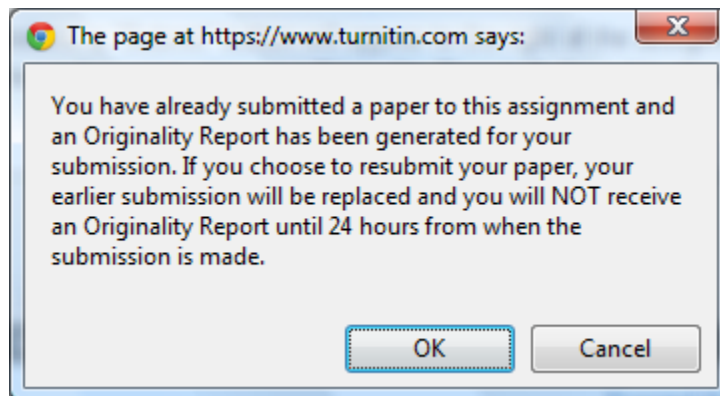 The page at https://www.turnitin.com says:
You have already submitted a paper to this assignment and
an Originality Report has been generated for your
submission. If you choose to resubmit your paper, your
earlier submission will be replaced and you will NOT receive
an Originality Report until 24 hours from when the
submission is made.
OK
Cancel